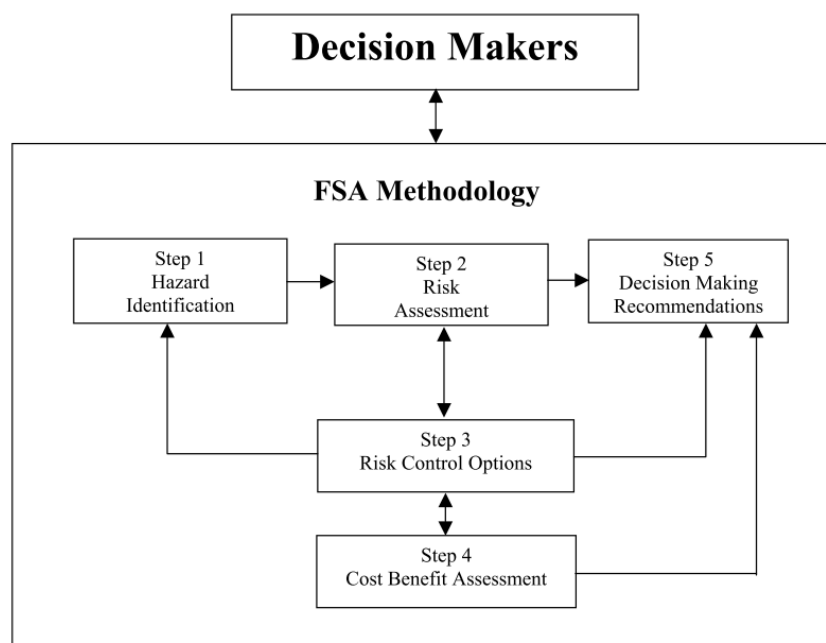 Decision Makers
FSA Methodology
Step 1
Hazard
Identification
Step 2
Risk
Assessment
Step 5
Decision Making
Recommendations
Step 3
Risk Control Options
Step 4
Cost Benefit Assessment